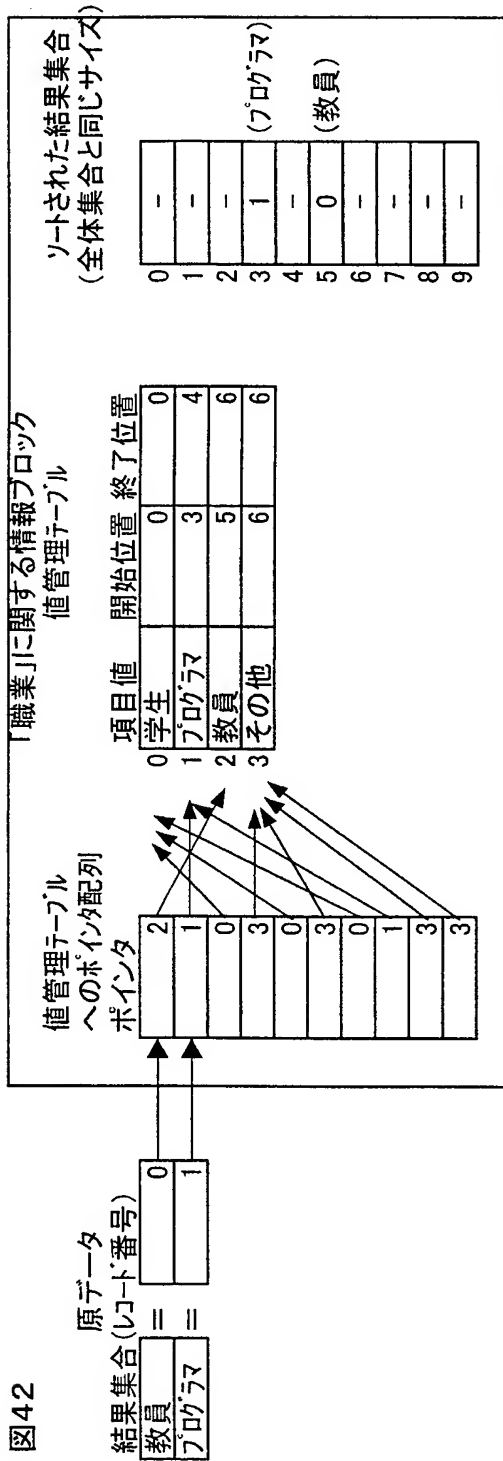 図42
原データ
結果集合(レコード番号)
教員 = 0
プログラマ = 1
「職業」に関する情報ブロック
値管理テーブル
へのポインタ配列
ポインタ
2
1
0
3
0
3
0
1
3
3
値管理テーブル
項目値 開始位置 終了位置
0 学生 0 0
1 プログラマ 3 4
2 教員 5 6
3 その他 6 6
ソートされた結果集合
(全体集合と同じサイズ)
0 -
1 -
2 -
3 1 (プログラマ)
4 -
5 0 (教員)
6 -
7 -
8 -
9 -